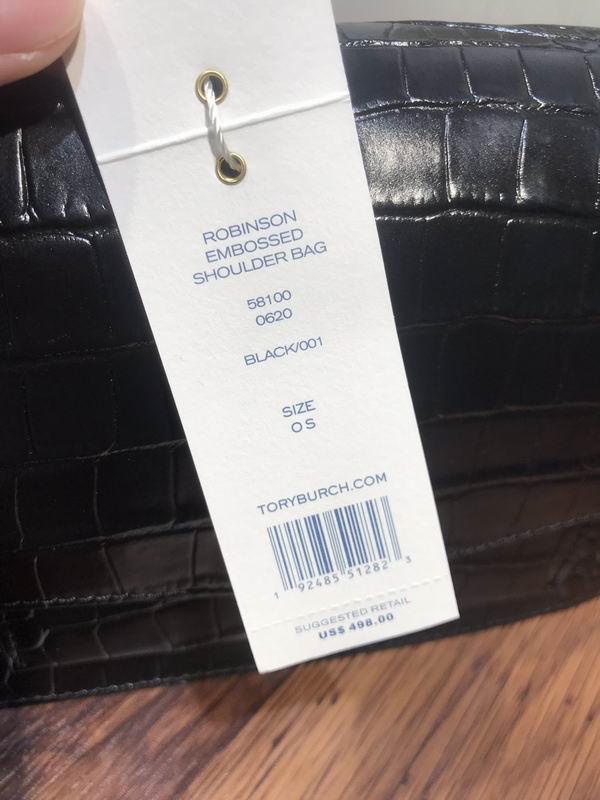 ROBINSON
EMBOSSED
SHOULDER BAG
58100
0620
BLACK/001
SIZE
OS
TORYBURCH.COM
1 92485 51282 3
SUGGESTED RETAIL
US$ 498.00